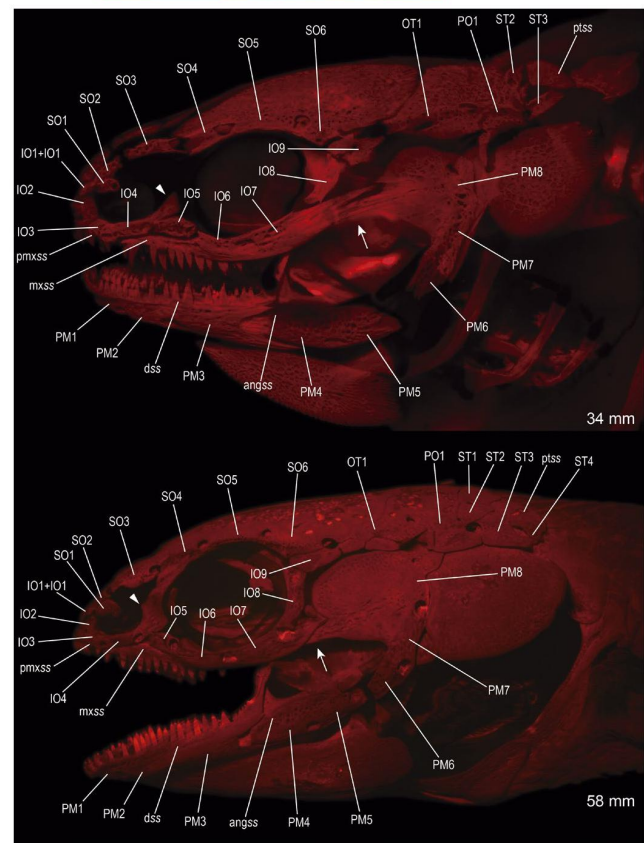 SO1
SO2
SO3
SO4
SO5
SO6
OT1
PO1
ST2
ST3
ptss
IO1+IO1
IO2
IO3
pmxss
mxss
IO4
IO5
IO6
IO7
IO8
IO9
PM8
PM7
PM6
PM1
PM2
dss
PM3
angss
PM4
PM5
34 mm
SO1
SO2
SO3
SO4
SO5
SO6
OT1
PO1
ST1
ST2
ST3
ptss
ST4
IO1+IO1
IO2
IO3
pmxss
IO4
mxss
IO5
IO6
IO7
IO8
IO9
PM8
PM7
PM6
PM1
PM2
dss
PM3
angss
PM4
PM5
58 mm